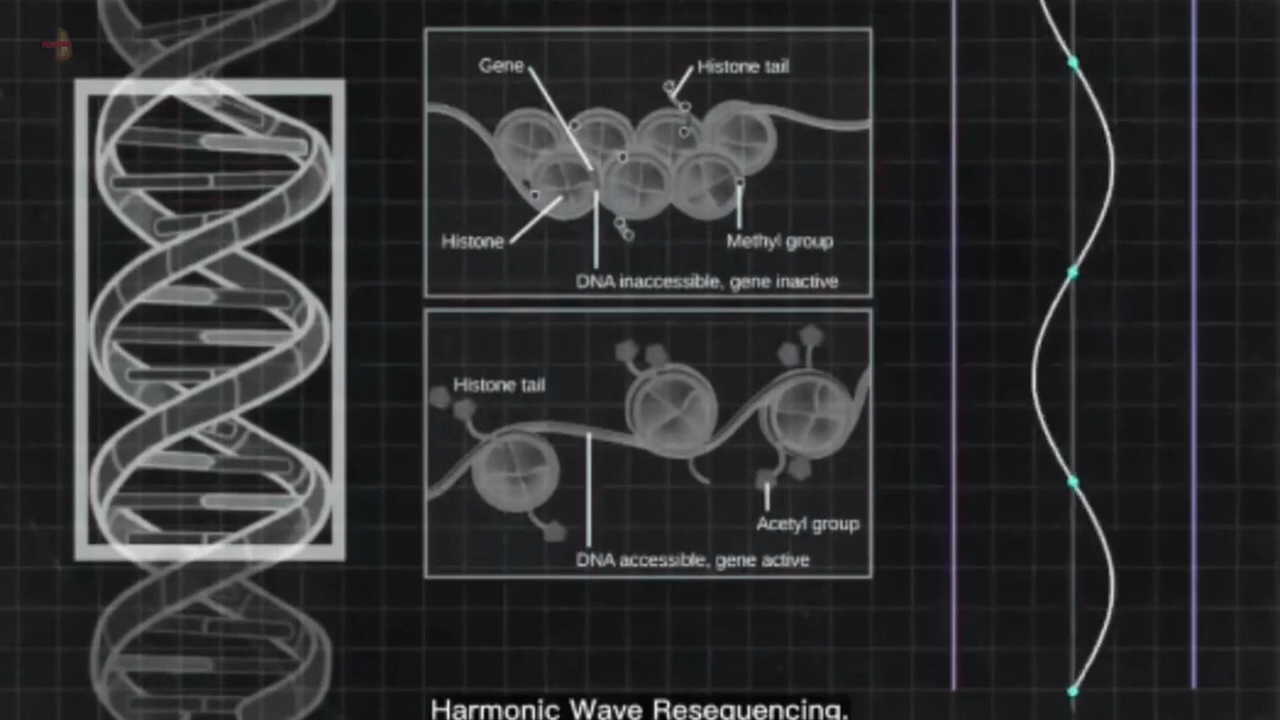 Gene
Histone tail
Histone
Methyl group
DNA inaccessible, gene inactive
Histone tail
Acetyl group
DNA accessible, gene active
Harmonic Wave Resequencing.